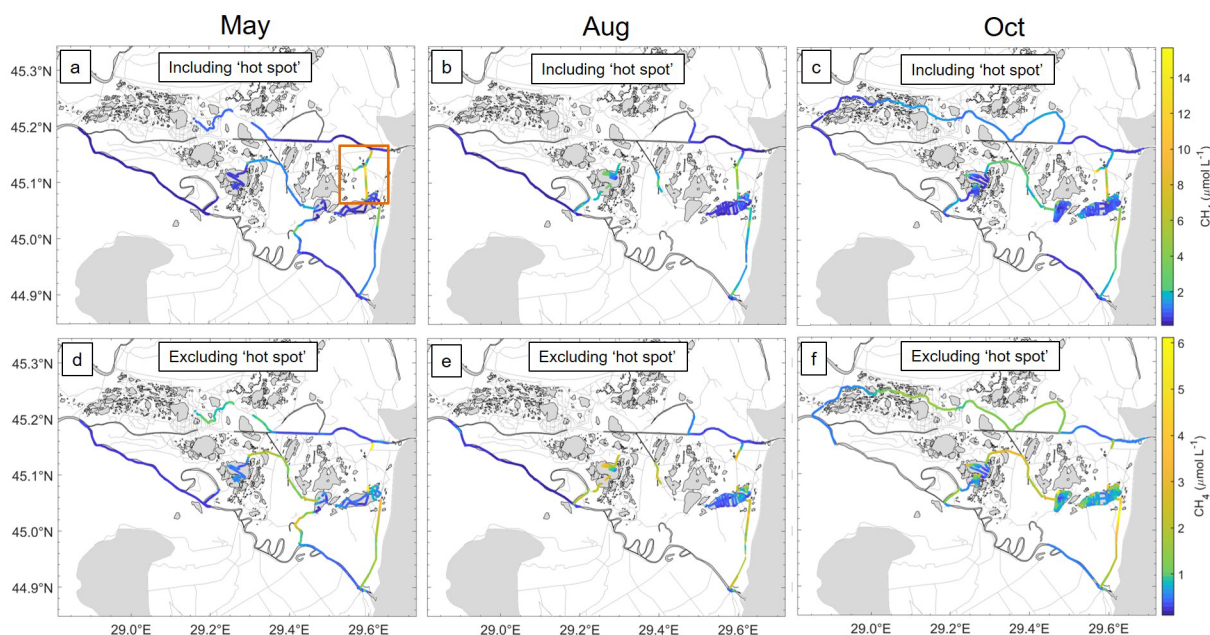 May Aug Oct
a Including 'hot spot' b Including 'hot spot' c Including 'hot spot'
45.3°N
45.2°N
45.1°N
45.0°N
44.9°N
14
12
10
8
6
4
2
(μmol L⁻¹)
d Excluding 'hot spot' e Excluding 'hot spot' f Excluding 'hot spot'
45.3°N
45.2°N
45.1°N
45.0°N
44.9°N
6
5
4
3
2
1
CH₄ (μmol L⁻¹)
29.0°E 29.2°E 29.4°E 29.6°E 29.0°E 29.2°E 29.4°E 29.6°E 29.0°E 29.2°E 29.4°E 29.6°E